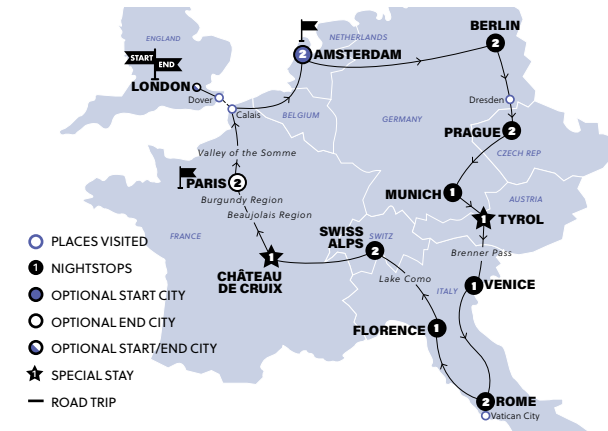 ENGLAND
START
END
LONDON
Dover
Calais
NETHERLANDS
2 AMSTERDAM
BERLIN
2
BELGIUM
GERMANY
Dresden
PRAGUE 2
CZECH REP
Valley of the Somme
PARIS 2
Burgundy Region
Beaujolais Region
MUNICH 1
AUSTRIA
1 TYROL
FRANCE
SWISS
ALPS
SWITZ
2
Brenner Pass
1
CHÂTEAU
DE CRUIX
Lake Como
ITALY
1 VENICE
FLORENCE 1
2 ROME
Vatican City
PLACES VISITED
1 NIGHTSTOPS
OPTIONAL START CITY
OPTIONAL END CITY
OPTIONAL START/END CITY
1 SPECIAL STAY
ROAD TRIP